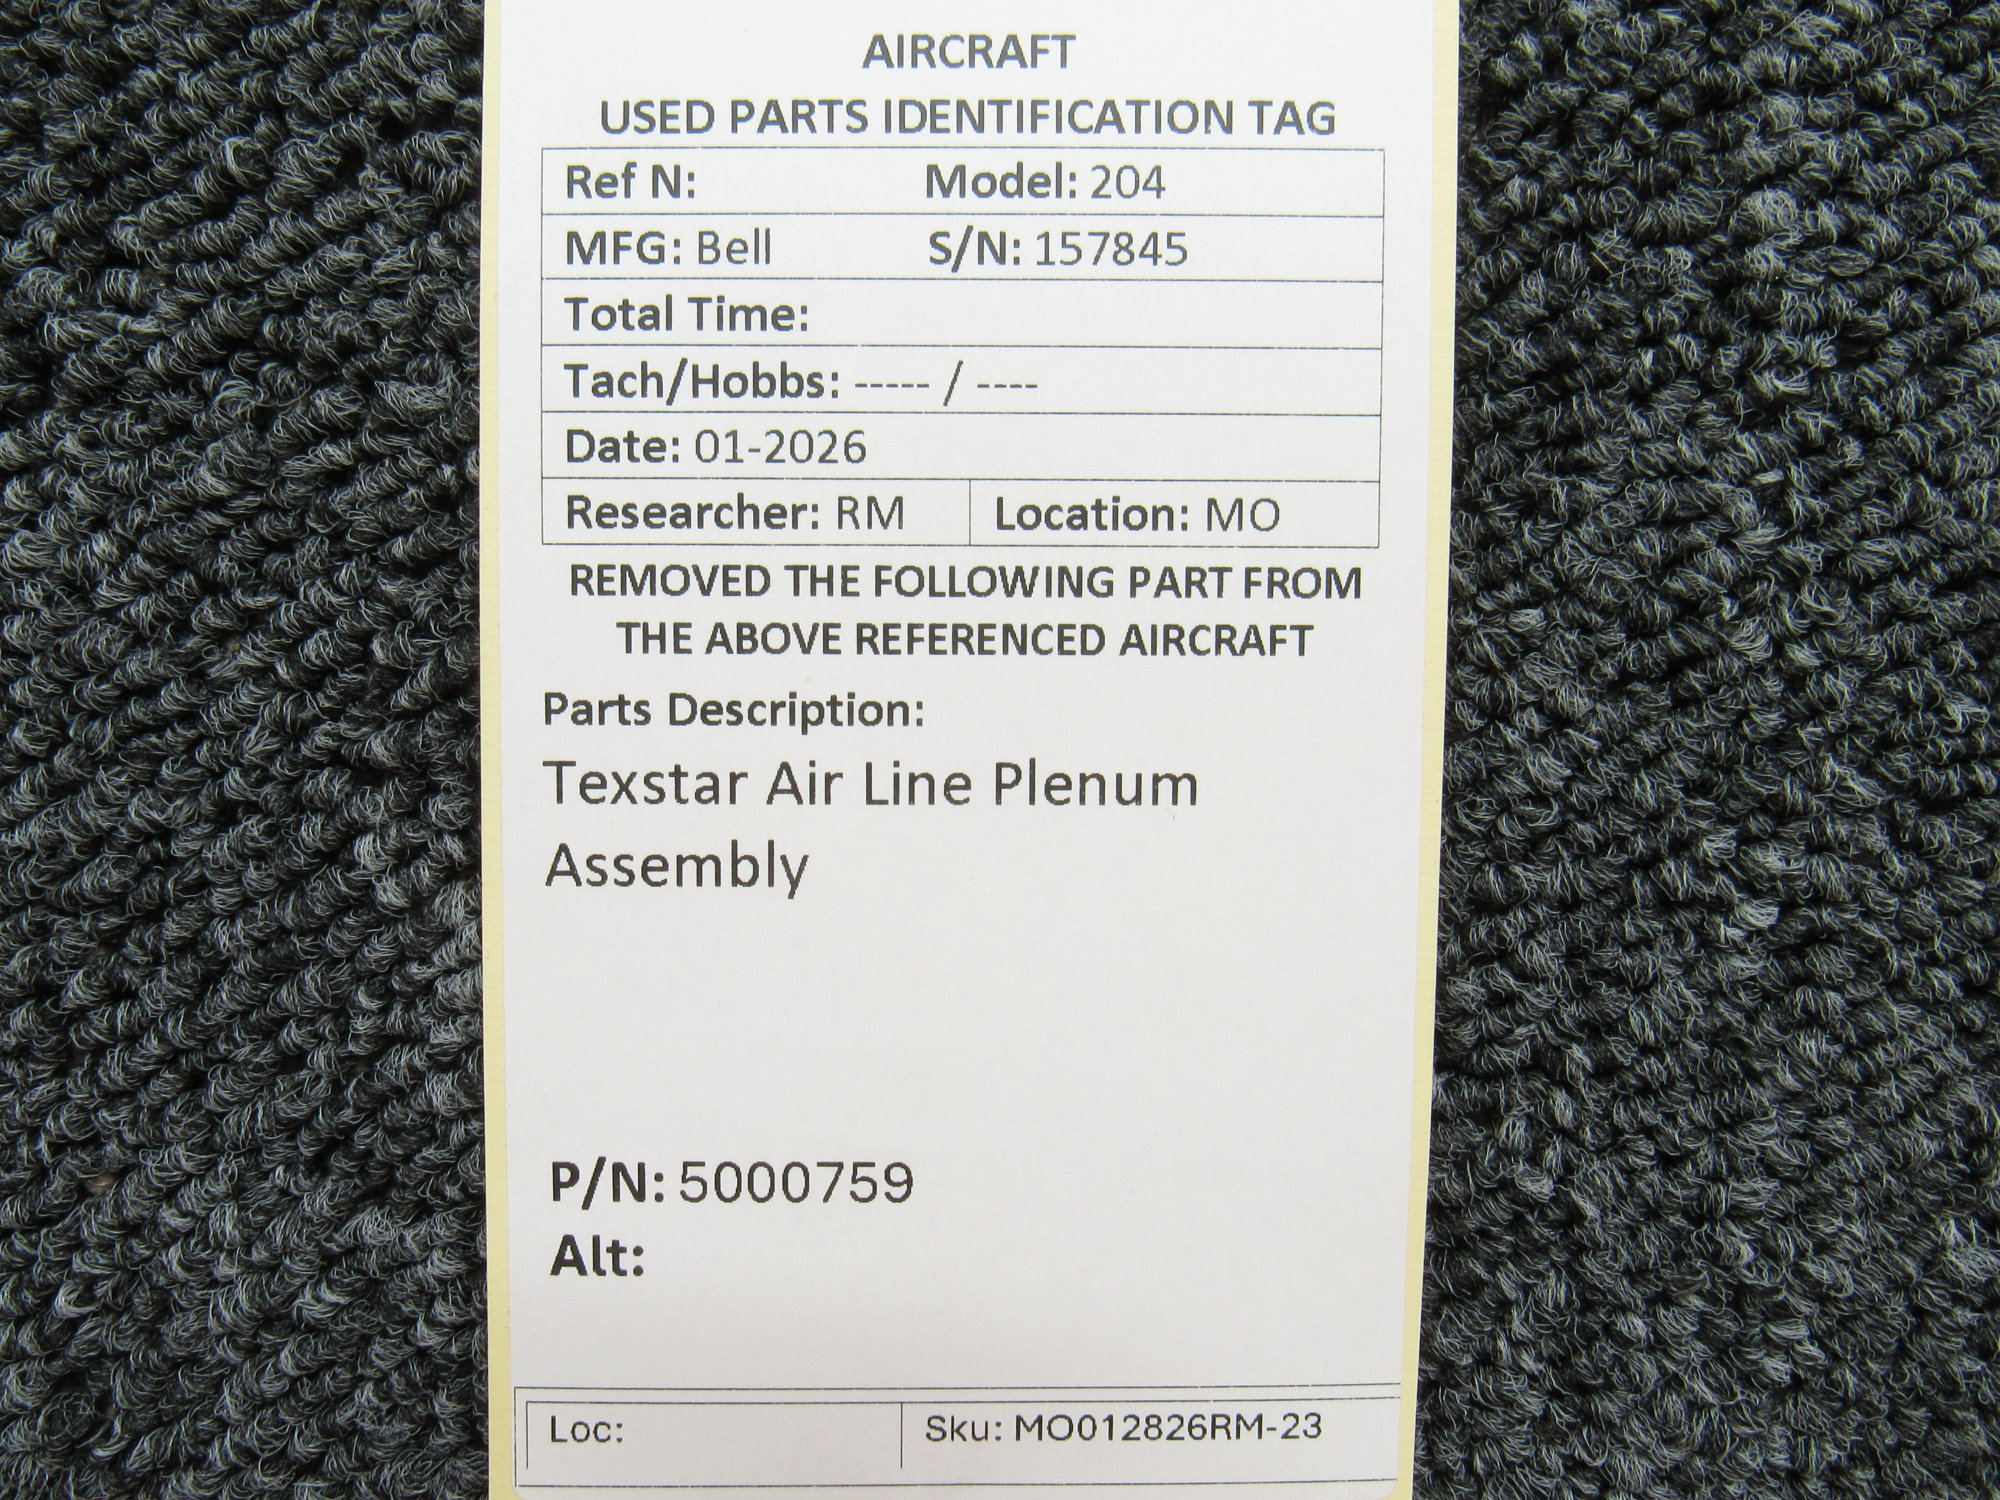 AIRCRAFT
USED PARTS IDENTIFICATION TAG
Ref N: Model: 204
MFG: Bell S/N: 157845
Total Time:
Tach/Hobbs: ----- / ----
Date: 01-2026
Researcher: RM Location: MO
REMOVED THE FOLLOWING PART FROM
THE ABOVE REFERENCED AIRCRAFT
Parts Description:
Texstar Air Line Plenum
Assembly
P/N: 5000759
Alt:
Loc: Sku: MO012826RM-23